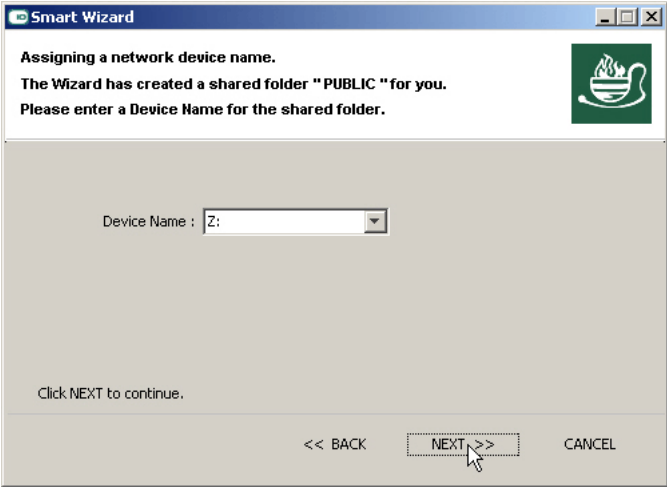 Smart Wizard
Assigning a network device name.
The Wizard has created a shared folder "PUBLIC "for you.
Please enter a Device Name for the shared folder.
Device Name : Z:
Click NEXT to continue.
<< BACK NEXT >> CANCEL